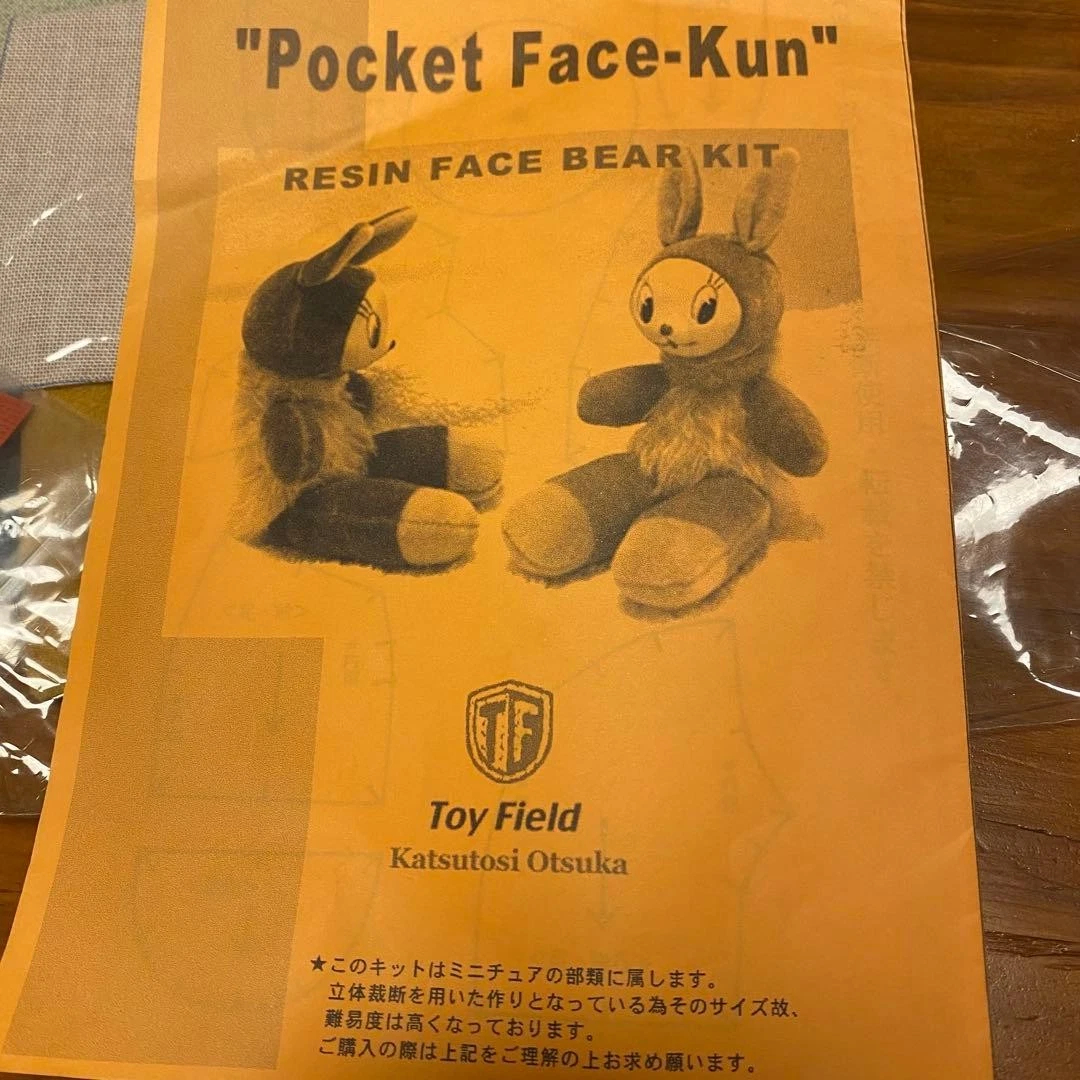 "Pocket Face-Kun"
RESIN FACE BEAR KIT
TF
Toy Field
Katsutosi Otsuka
★このキットはミニチュアの部類に属します。
立体裁断を用いた作りとなっている為そのサイズ故、
難易度は高くなっております。
ご購入の際は上記をご理解の上お求め願います。